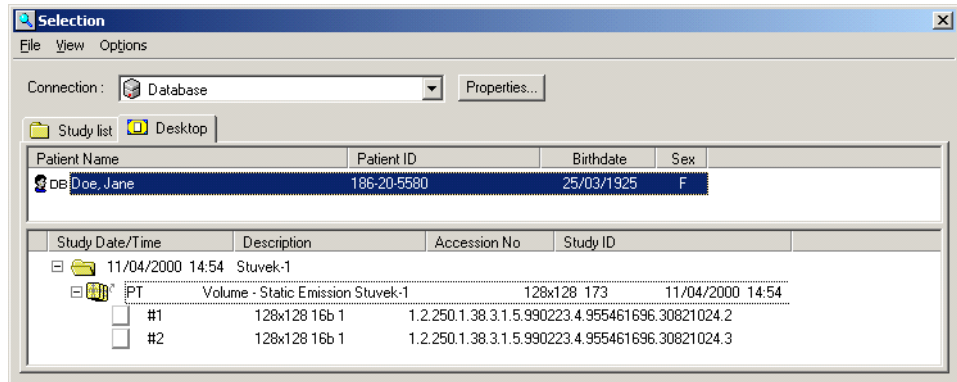 Selection
File View Options
Connection : Database Properties...
Study list Desktop
Patient Name Patient ID Birthdate Sex
DB Doe, Jane 186-20-5580 25/03/1925 F
Study Date/Time Description Accession No Study ID
11/04/2000 14:54 Stuvek-1
PT Volume - Static Emission Stuvek-1 128x128 173 11/04/2000 14:54
#1 128x128 16b 1 1.2.250.1.38.3.1.5.990223.4.955461696.30821024.2
#2 128x128 16b 1 1.2.250.1.38.3.1.5.990223.4.955461696.30821024.3